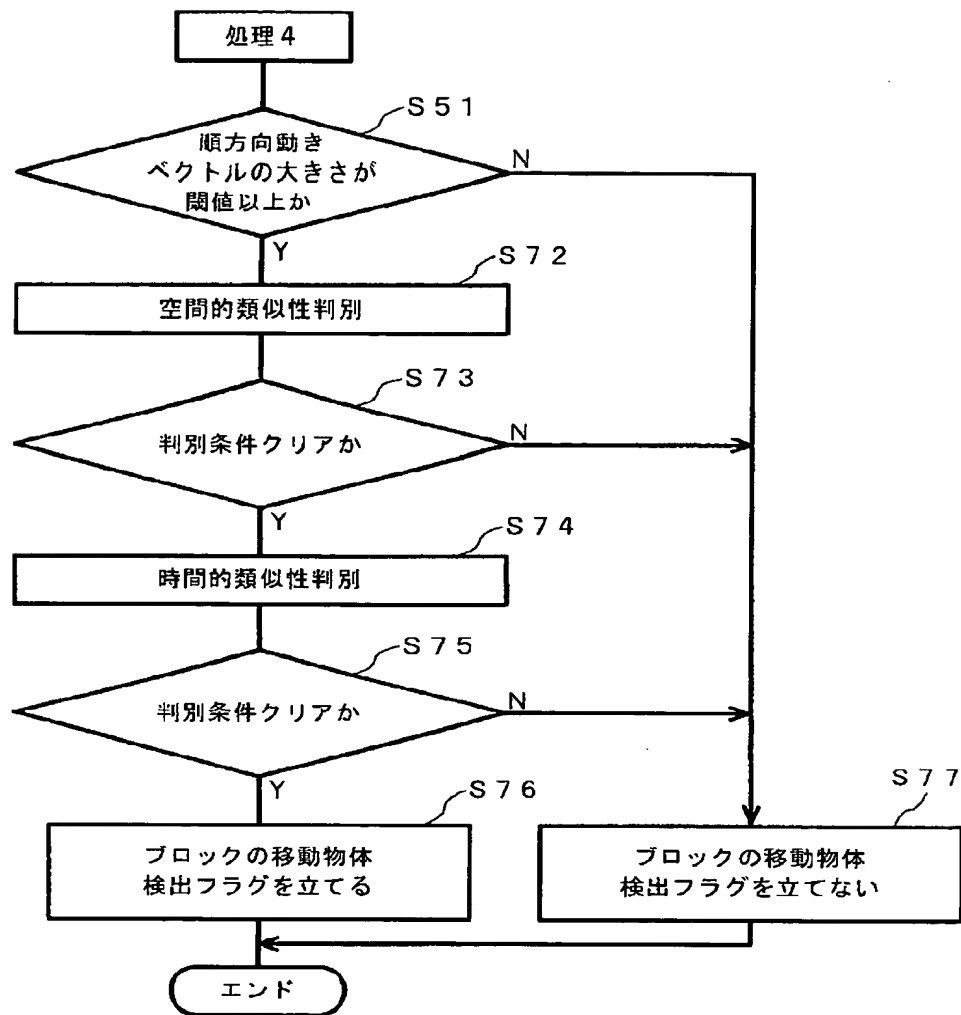 処理4
S51
順方向動き
ベクトルの大きさが
閾値以上か
N
Y
S72
空間的類似性判別
S73
判別条件クリアか
N
Y
S74
時間的類似性判別
S75
判別条件クリアか
N
Y
S76
ブロックの移動物体
検出フラグを立てる
S77
ブロックの移動物体
検出フラグを立てない
エンド